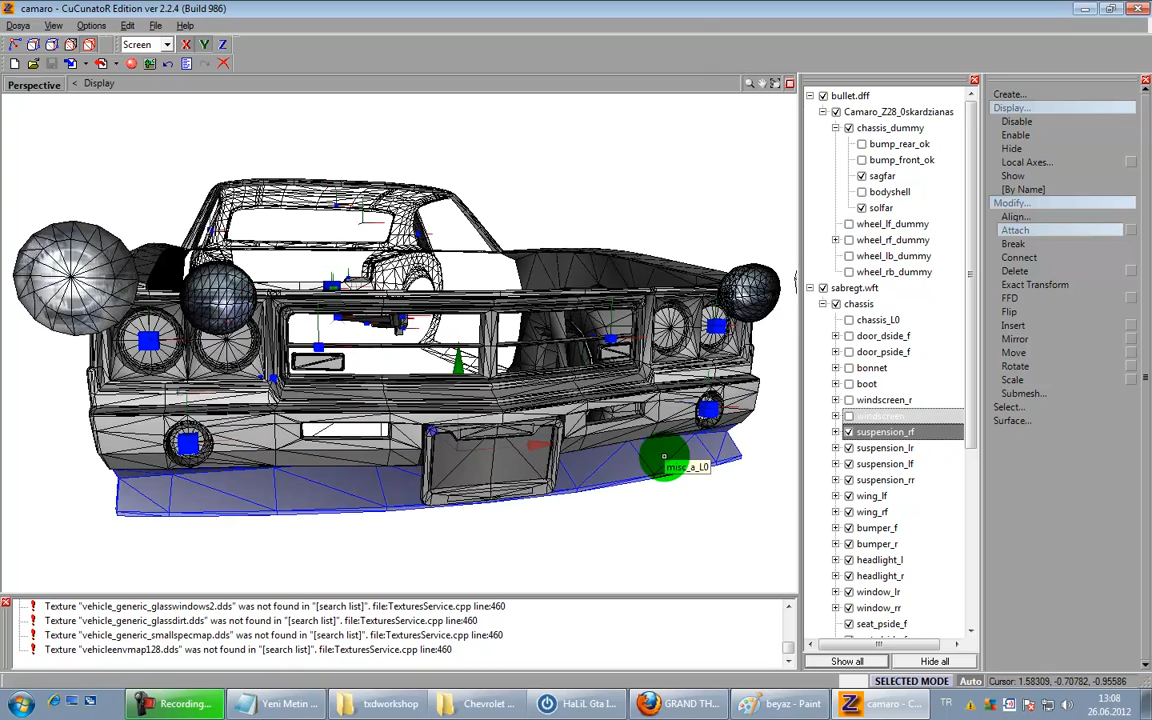 camaro - CuCunatoR Edition ver 2.2.4 (Build 986)
Dosya View Options Edit File Help
Screen X Y Z
Perspective < Display
bullet.dff
Camaro_Z28_0skardzianas
chassis_dummy
bump_rear_ok
bump_front_ok
sagfar
bodyshell
solfar
wheel_lf_dummy
wheel_rf_dummy
wheel_lb_dummy
wheel_rb_dummy
sabregt.wft
chassis
chassis_L0
door_dside_f
door_pside_f
bonnet
boot
windscreen_r
windscreen
suspension_rf
suspension_lr
suspension_lf
suspension_rr
wing_lf
wing_rf
bumper_f
bumper_r
headlight_l
headlight_r
window_lr
window_rr
seat_pside_f
Show all Hide all
Create...
Display...
Disable
Enable
Hide
Local Axes...
Show
[By Name]
Modify...
Align...
Attach
Break
Connect
Delete
Exact Transform
FFD
Flip
Insert
Mirror
Move
Rotate
Scale
Submesh...
Select...
Surface...
misc_a_L0
Texture "vehicle_generic_glasswindows2.dds" was not found in "[search list]". file:TexturesService.cpp line:460
Texture "vehicle_generic_glassdirt.dds" was not found in "[search list]". file:TexturesService.cpp line:460
Texture "vehicle_generic_smallspecmap.dds" was not found in "[search list]". file:TexturesService.cpp line:460
Texture "vehicleenvmap128.dds" was not found in "[search list]". file:TexturesService.cpp line:460
SELECTED MODE Auto Cursor: 1.58309, -0.70782, -0.95586
Recording... Yeni Metin ... txdworkshop Chevrolet ... HaLiL Gta I... GRAND TH... beyaz - Paint camaro - C... TR 13:08
26.06.2012